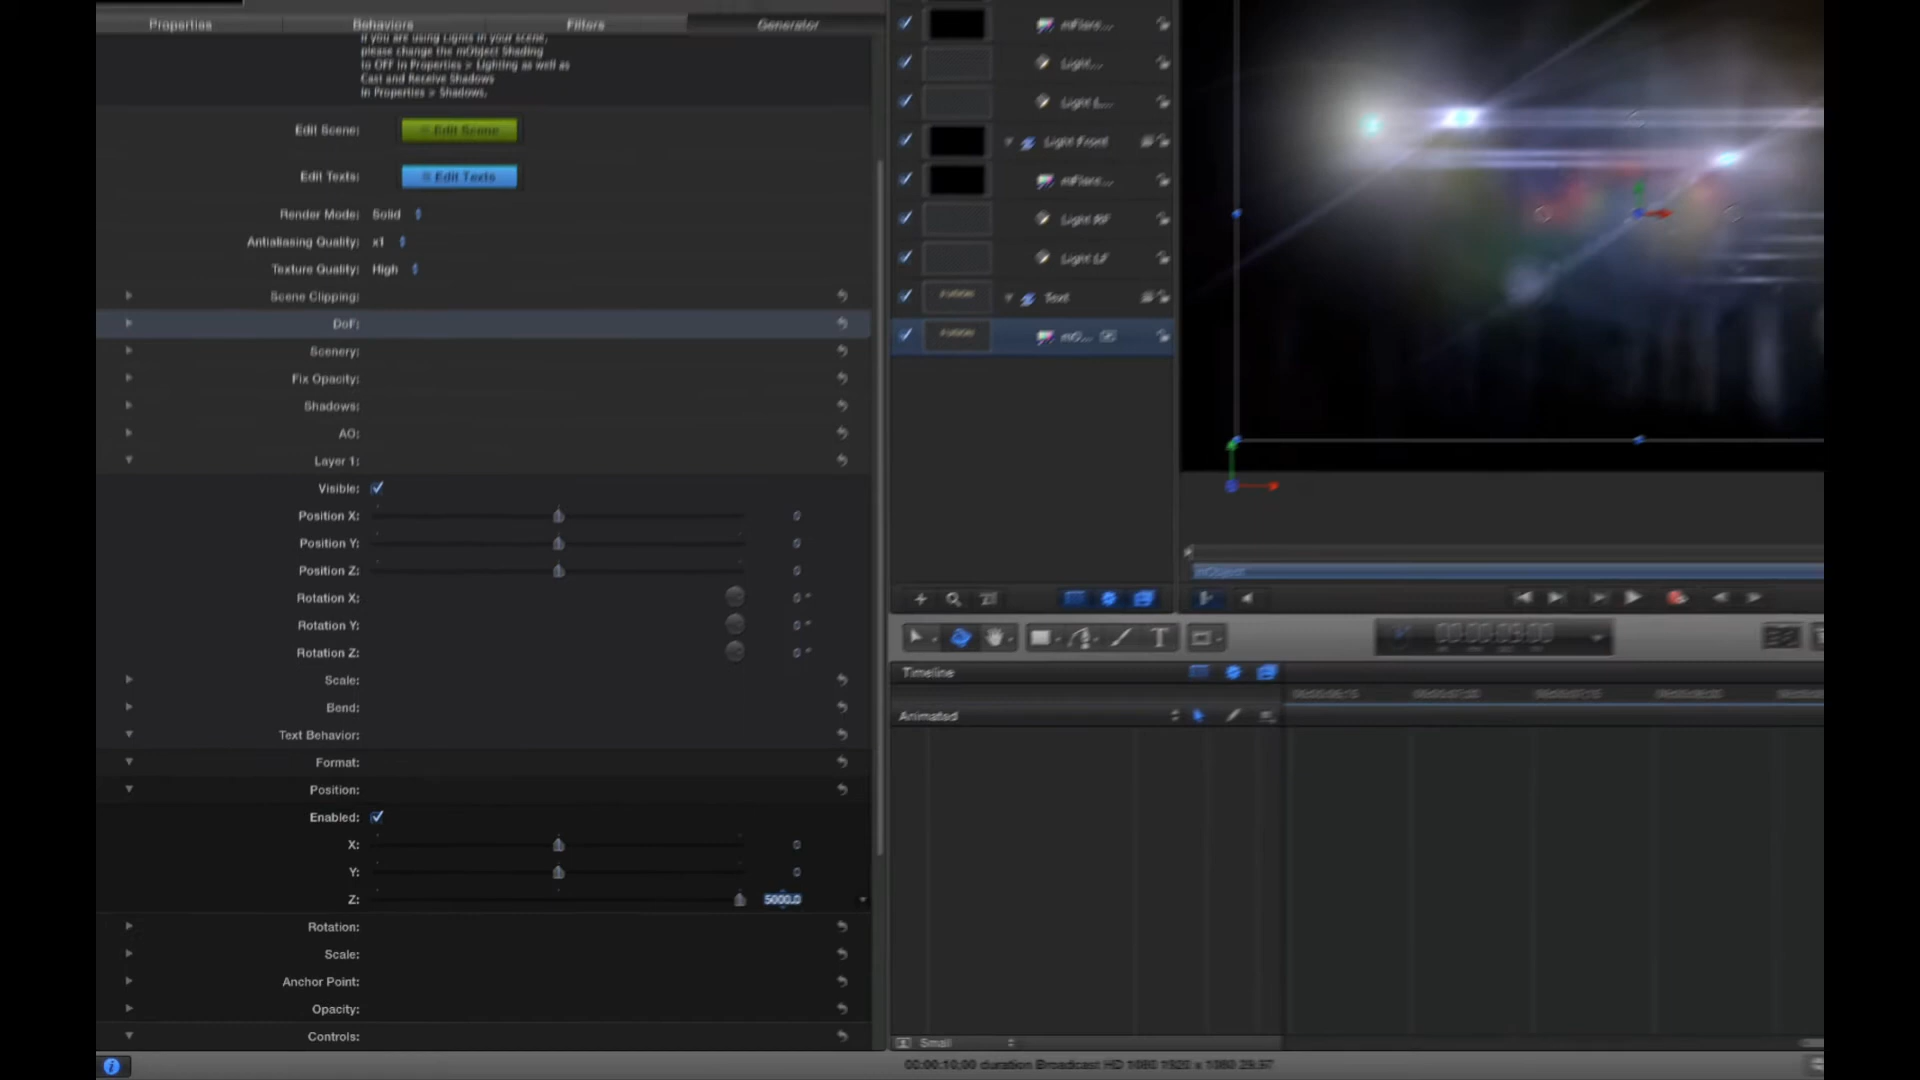 Properties
Behaviors
Filters
Generator
If you are using Lights in your scene,
please change the mObject Shading
to OFF in Properties > Lighting as well as
Cast and Receive Shadows
in Properties > Shadows.
Edit Scene:
Edit Scene
Edit Texts:
Edit Texts
Render Mode: Solid
Antialiasing Quality: x1
Texture Quality: High
Scene Clipping:
DoF:
Scenery:
Fix Opacity:
Shadows:
AO:
Layer 1:
Visible:
Position X: 0
Position Y: 0
Position Z: 0
Rotation X: 0 °
Rotation Y: 0 °
Rotation Z: 0 °
Scale:
Bend:
Text Behavior:
Format:
Position:
Enabled:
X: 0
Y: 0
Z: 5000.0
Rotation:
Scale:
Anchor Point:
Opacity:
Controls:
mFlare...
Light...
Light L...
Light Front
mFlare...
Light RF
Light LF
Text
mO...
mObject
00:00:09:00
Timeline
Animated
Small
00:00:10;00 duration Broadcast HD 1080 1920 x 1080 29.97